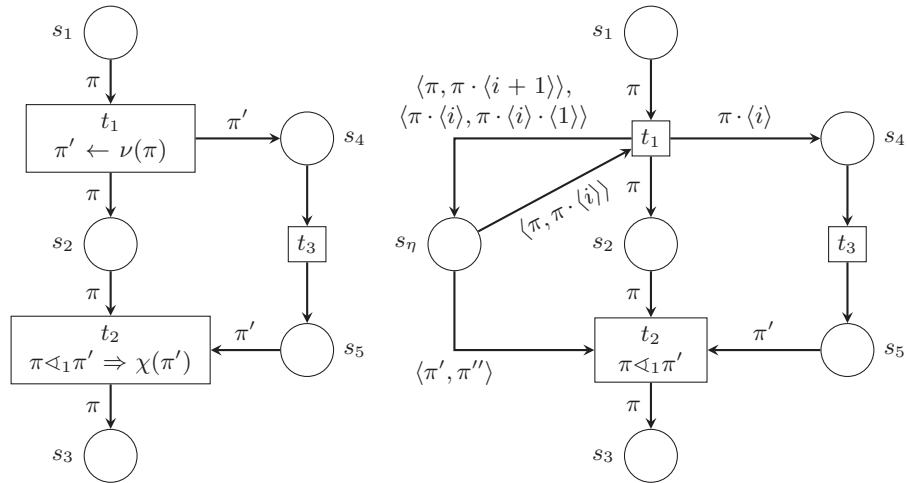 s₁
π
t₁
π′ ← ν(π)
π′
s₄
π
s₂
t₃
π
t₂
π⋖₁π′ ⇒ χ(π′)
π′
s₅
π
s₃
s₁
π
⟨π, π · ⟨i + 1⟩⟩,
⟨π · ⟨i⟩, π · ⟨i⟩ · ⟨1⟩⟩
t₁
π · ⟨i⟩
s₄
⟨π, π · ⟨i⟩⟩
π
s_η
s₂
t₃
π
t₂
π⋖₁π′
π′
s₅
⟨π′, π″⟩
π
s₃